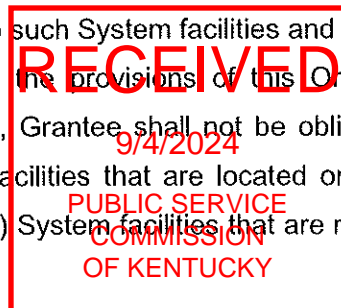 such System facilities and
RECEIVED
the provisions of this
, Grantee shall not be obli
9/4/2024
acilities that are located or
PUBLIC SERVICE
) System facilities that are r
COMMISSION
OF KENTUCKY